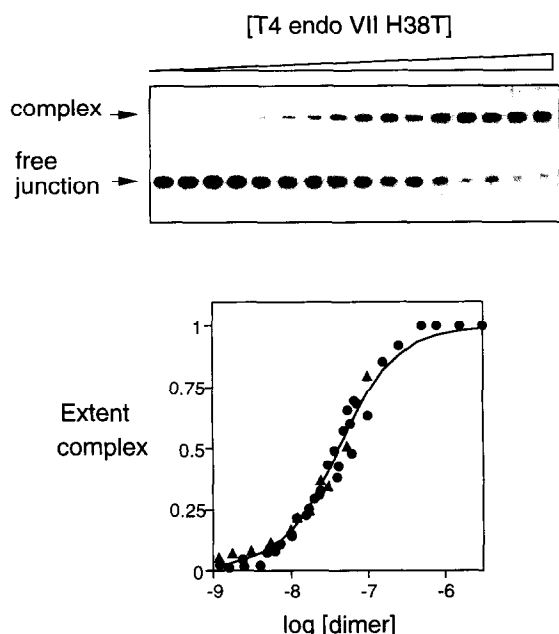 [T4 endo VII H38T]
complex
free
junction
1
0.75
Extent
complex
0.5
0.25
0
-9
-8
-7
-6
log [dimer]